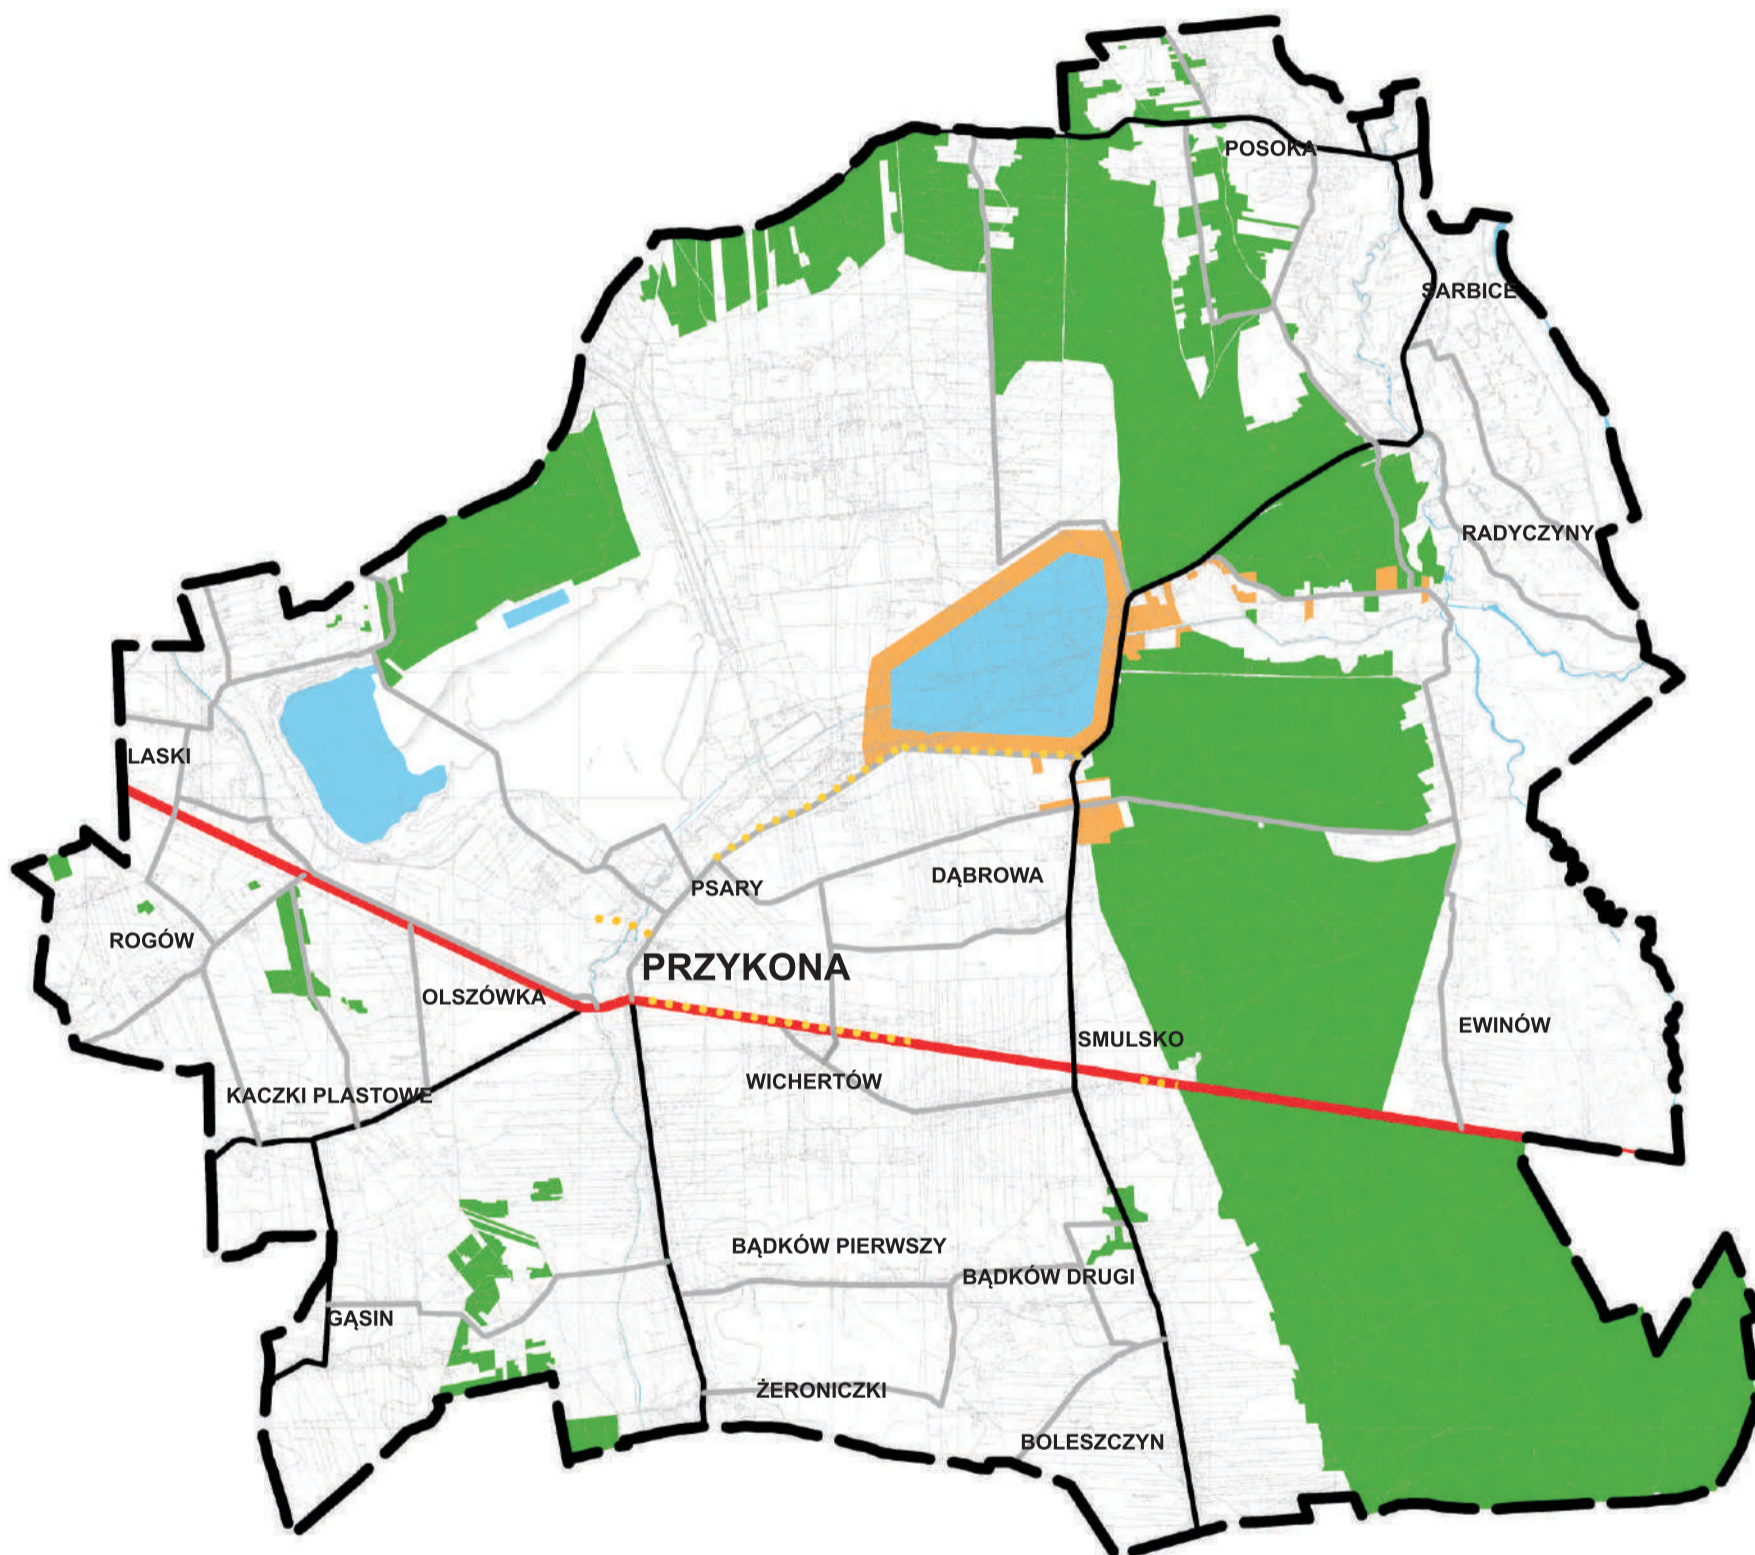 POSOKA
SARBICE
RADYCZYNY
LASKI
PSARY
DĄBROWA
ROGÓW
PRZYKONA
OLSZÓWKA
EWINÓW
SMULSKO
WICHERTÓW
KACZKI PLASTOWE
BĄDKÓW PIERWSZY
BĄDKÓW DRUGI
GĄSIN
ŻERONICZKI
BOLESZCZYN